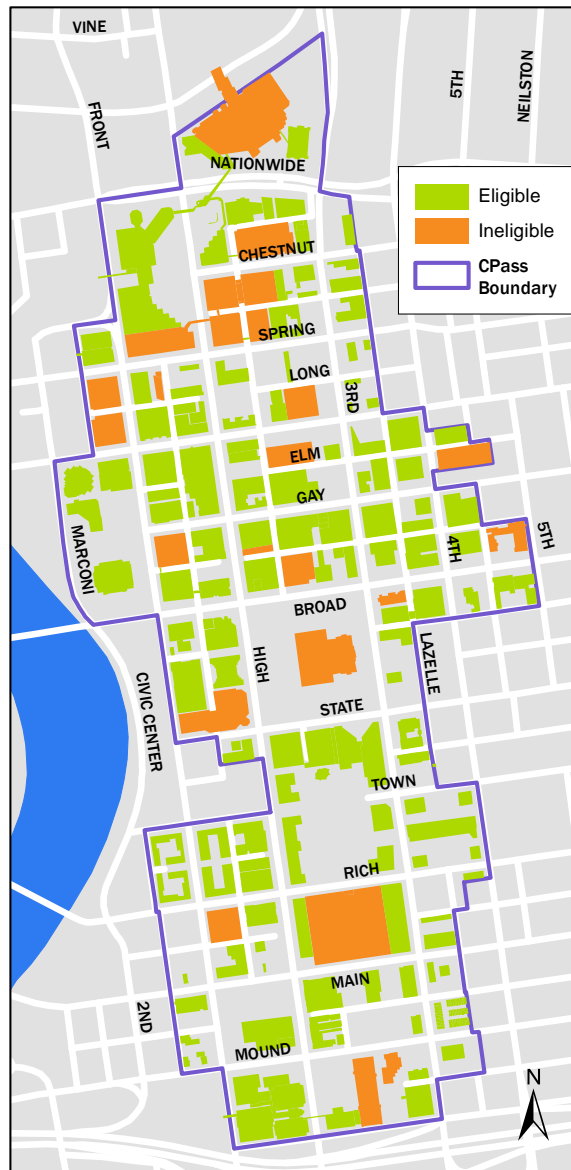 VINE
FRONT
5TH
NEILSTON
NATIONWIDE
Eligible
Ineligible
CPass
Boundary
CHESTNUT
SPRING
LONG
3RD
ELM
GAY
MARCONI
4TH
5TH
BROAD
HIGH
LAZELLE
CIVIC CENTER
STATE
TOWN
RICH
MAIN
2ND
MOUND
N